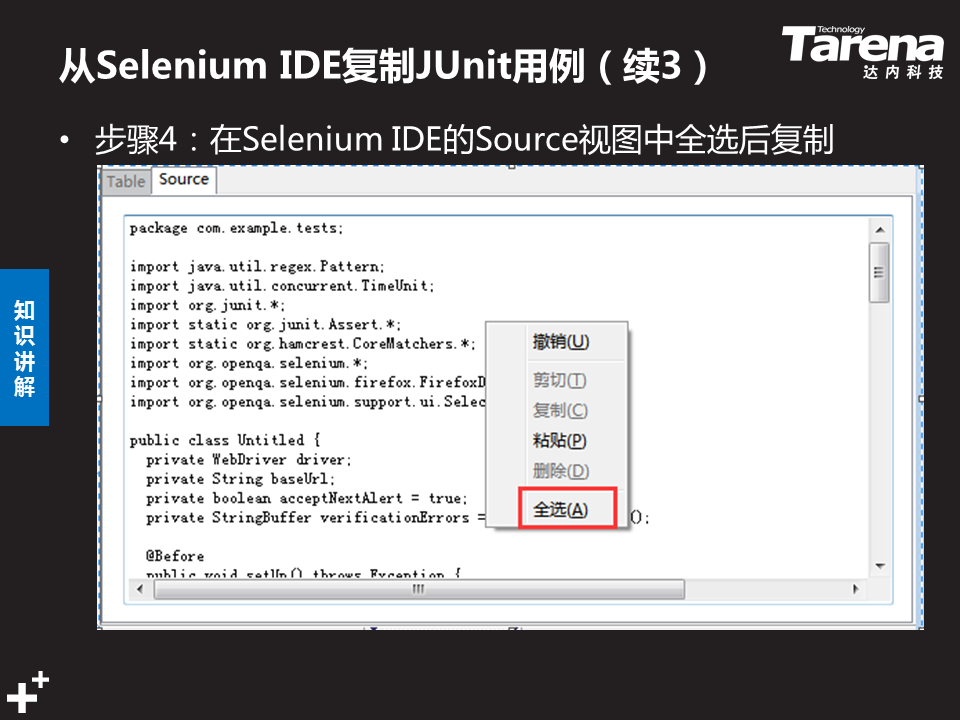 从Selenium IDE复制JUnit用例（续3）
Technology
Tarena
达内科技
• 步骤4：在Selenium IDE的Source视图中全选后复制
Table Source
package com.example.tests;
import java.util.regex.Pattern;
import java.util.concurrent.TimeUnit;
import org.junit.*;
import static org.junit.Assert.*;
import static org.hamcrest.CoreMatchers.*;
import org.openqa.selenium.*;
import org.openqa.selenium.firefox.FirefoxD
import org.openqa.selenium.support.ui.Selec
public class Untitled {
private WebDriver driver;
private String baseUrl;
private boolean acceptNextAlert = true;
private StringBuffer verificationErrors = ();
@Before
public void setUp() throws Exception {
撤销(U)
剪切(T)
复制(C)
粘贴(P)
删除(D)
全选(A)
知识讲解